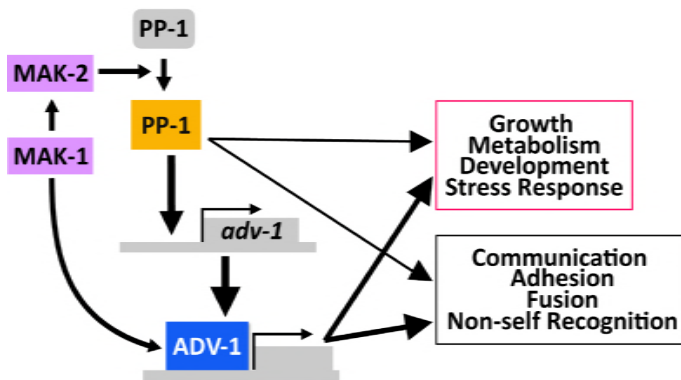 PP-1
MAK-2
PP-1
MAK-1
adv-1
ADV-1
Growth
Metabolism
Development
Stress Response
Communication
Adhesion
Fusion
Non-self Recognition